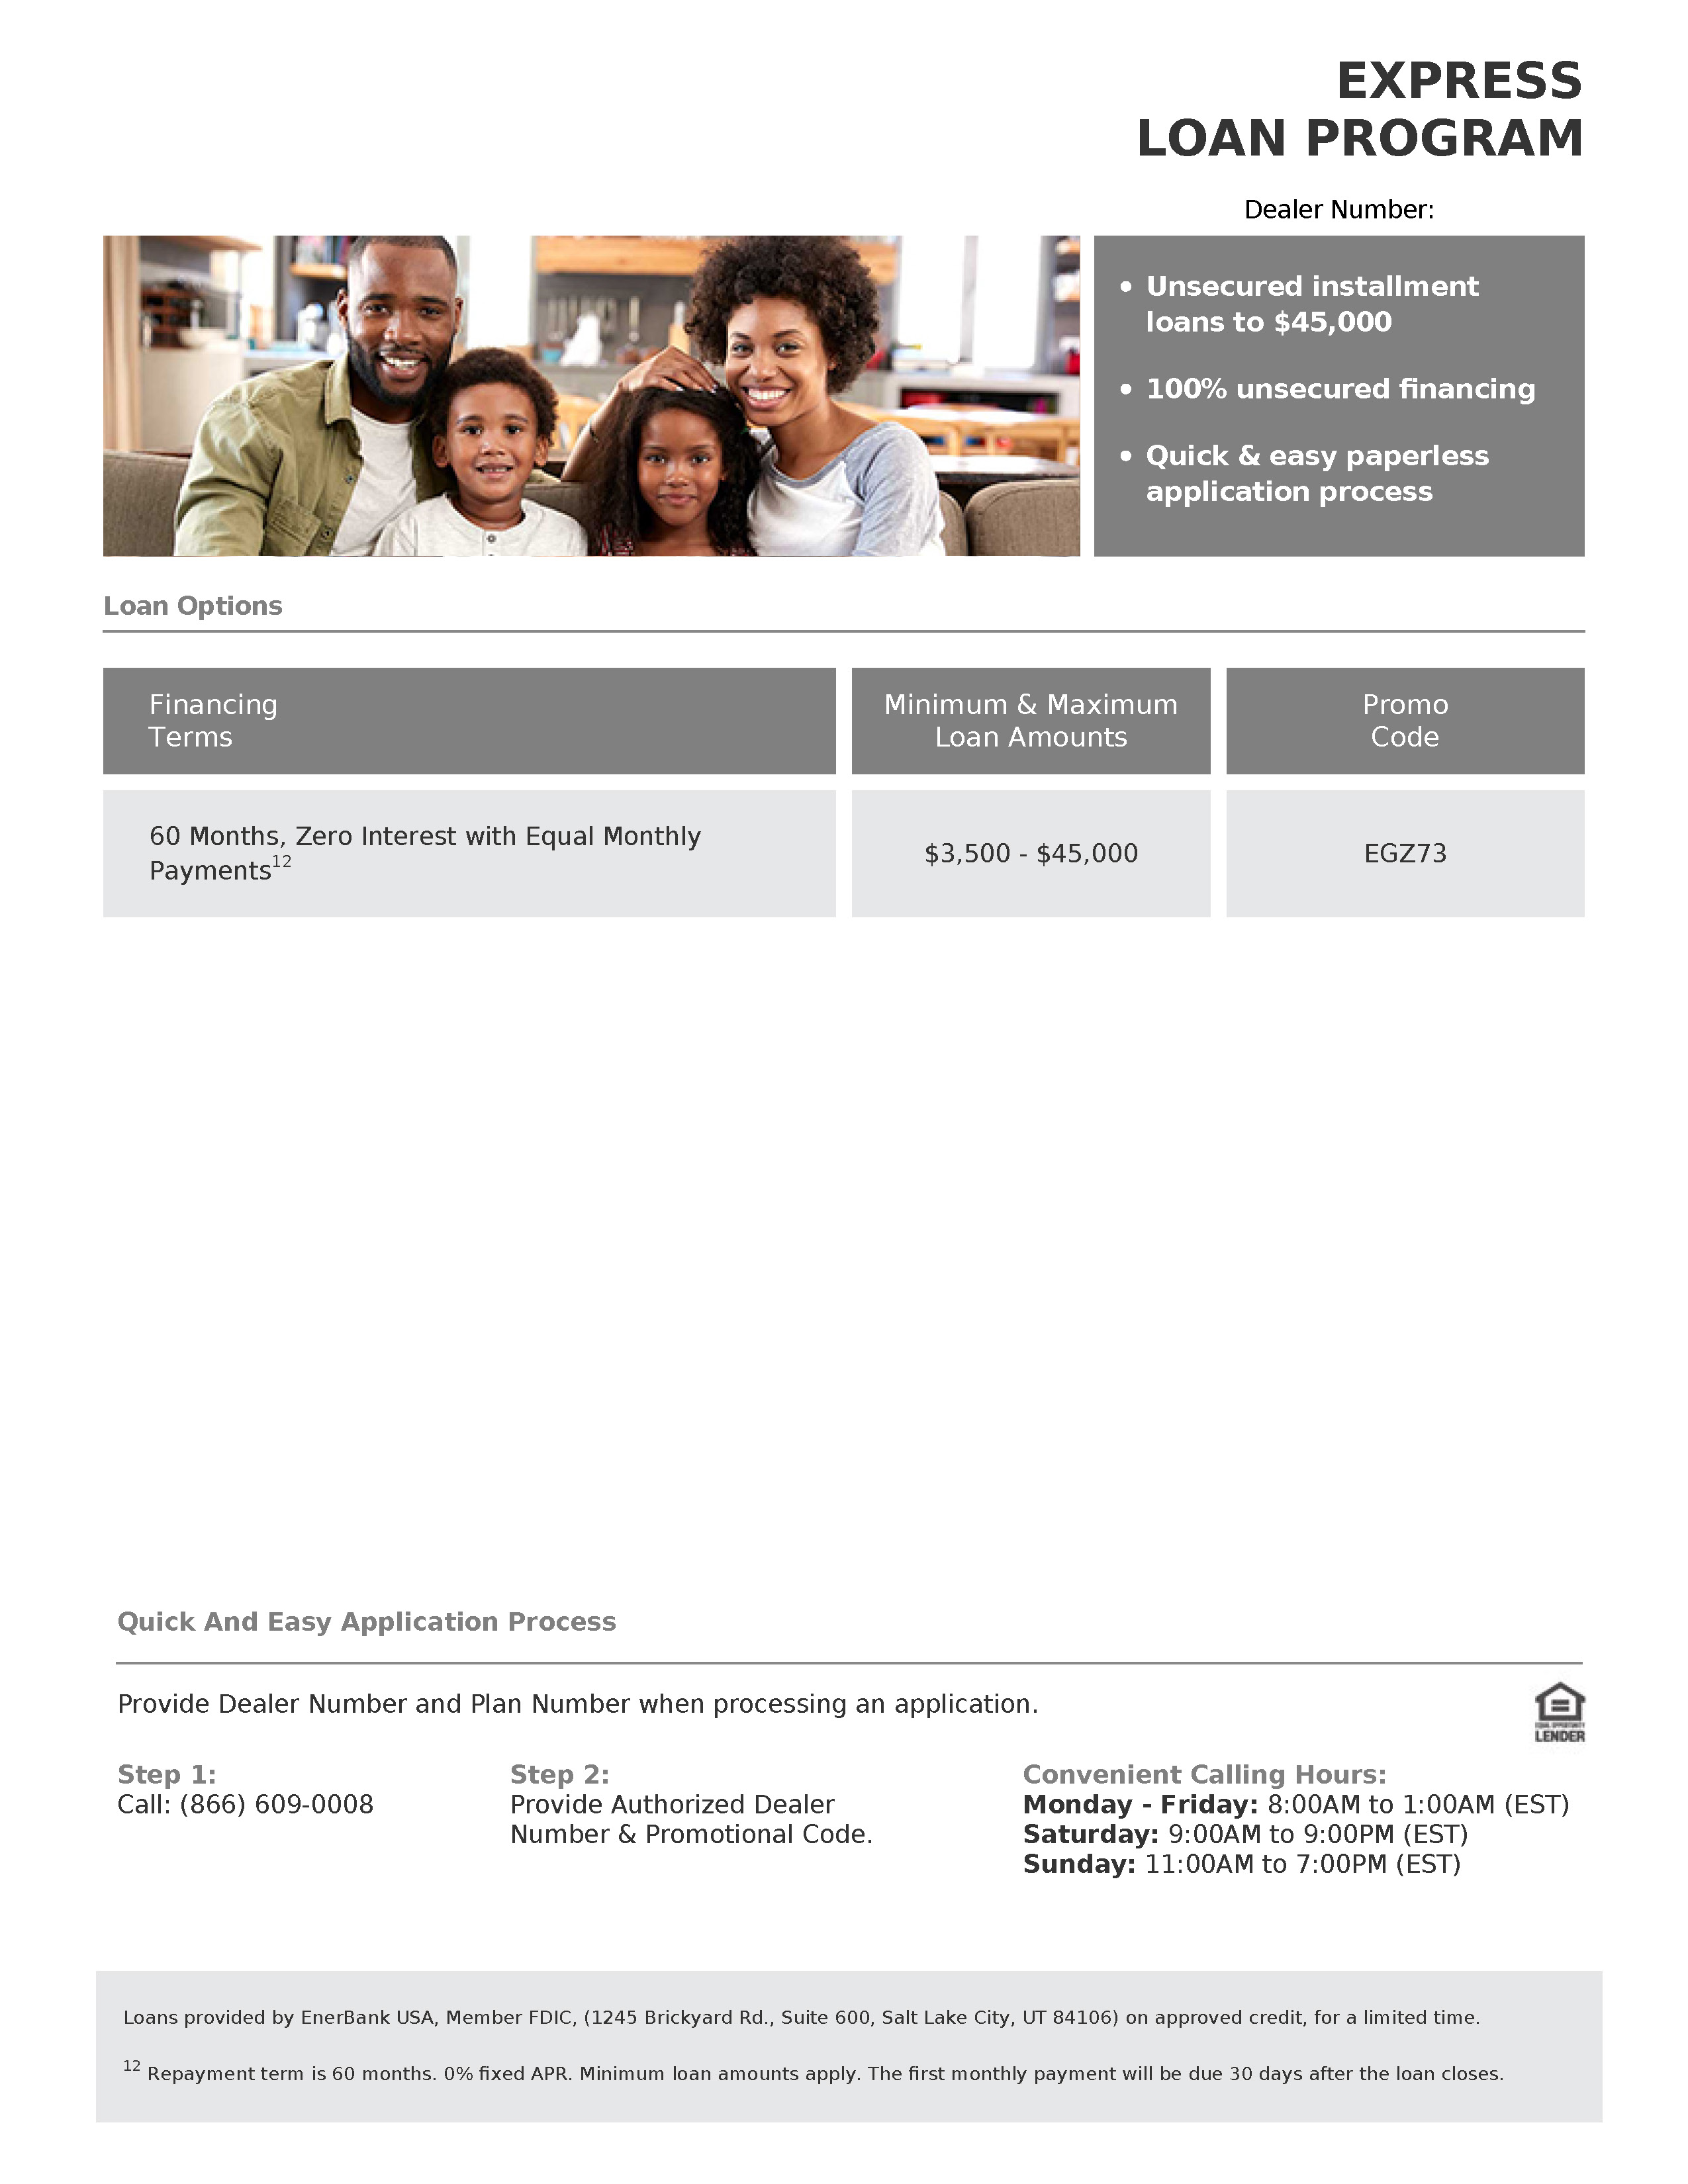 EXPRESS
LOAN PROGRAM
Dealer Number:
• Unsecured installment
loans to $45,000
• 100% unsecured financing
• Quick & easy paperless
application process
Loan Options
Financing
Terms
Minimum & Maximum
Loan Amounts
Promo
Code
60 Months, Zero Interest with Equal Monthly
Payments12
$3,500 - $45,000
EGZ73
Quick And Easy Application Process
Provide Dealer Number and Plan Number when processing an application.
EQUAL OPPORTUNITY
LENDER
Step 1:
Call: (866) 609-0008
Step 2:
Provide Authorized Dealer
Number & Promotional Code.
Convenient Calling Hours:
Monday - Friday: 8:00AM to 1:00AM (EST)
Saturday: 9:00AM to 9:00PM (EST)
Sunday: 11:00AM to 7:00PM (EST)
Loans provided by EnerBank USA, Member FDIC, (1245 Brickyard Rd., Suite 600, Salt Lake City, UT 84106) on approved credit, for a limited time.
12 Repayment term is 60 months. 0% fixed APR. Minimum loan amounts apply. The first monthly payment will be due 30 days after the loan closes.